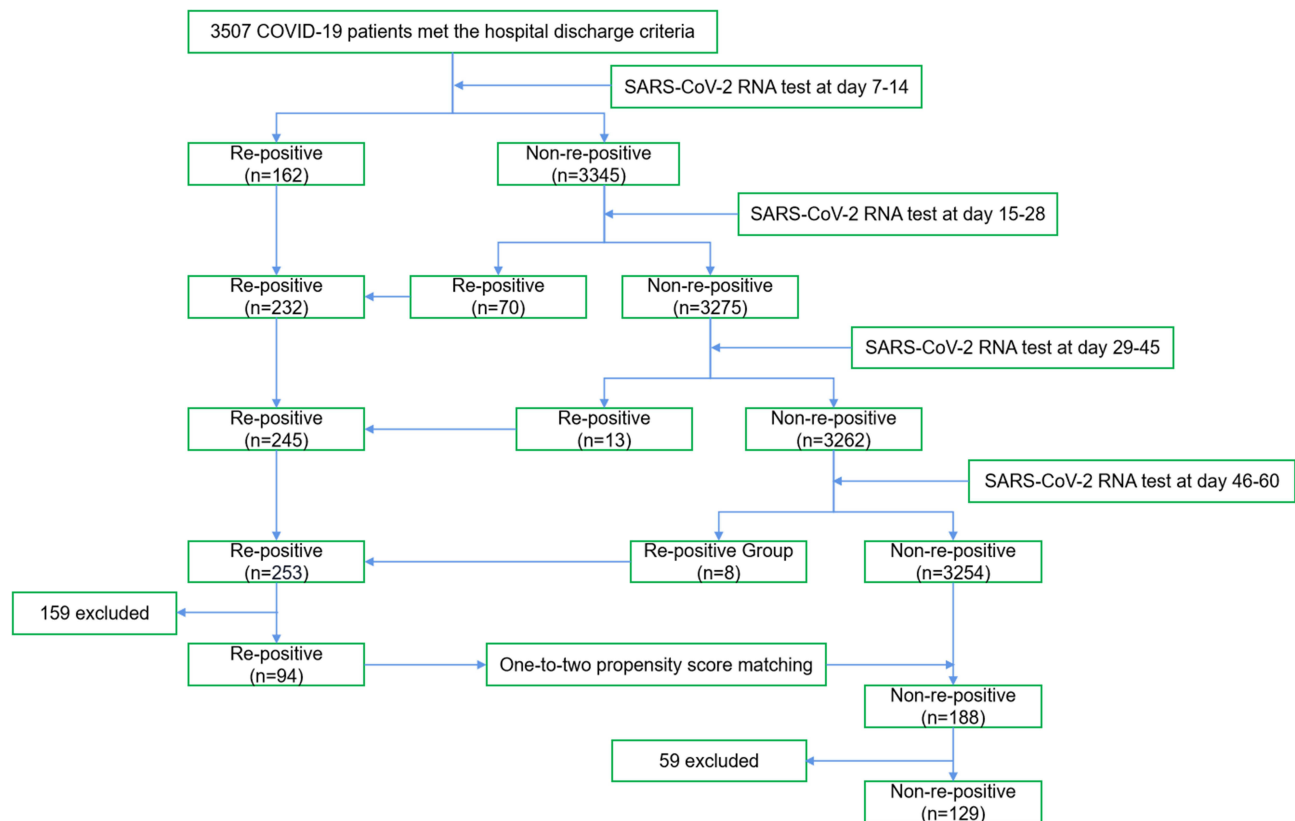 3507 COVID-19 patients met the hospital discharge criteria
SARS-CoV-2 RNA test at day 7-14
Re-positive
(n=162)
Non-re-positive
(n=3345)
SARS-CoV-2 RNA test at day 15-28
Re-positive
(n=232)
Re-positive
(n=70)
Non-re-positive
(n=3275)
SARS-CoV-2 RNA test at day 29-45
Re-positive
(n=245)
Re-positive
(n=13)
Non-re-positive
(n=3262)
SARS-CoV-2 RNA test at day 46-60
Re-positive
(n=253)
Re-positive Group
(n=8)
Non-re-positive
(n=3254)
159 excluded
Re-positive
(n=94)
One-to-two propensity score matching
Non-re-positive
(n=188)
59 excluded
Non-re-positive
(n=129)